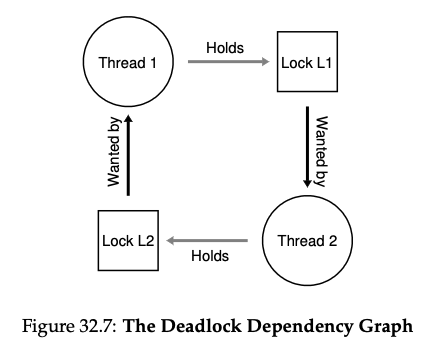 Holds
Thread 1
Lock L1
Wanted by
Wanted by
Lock L2
Thread 2
Holds
Figure 32.7: The Deadlock Dependency Graph